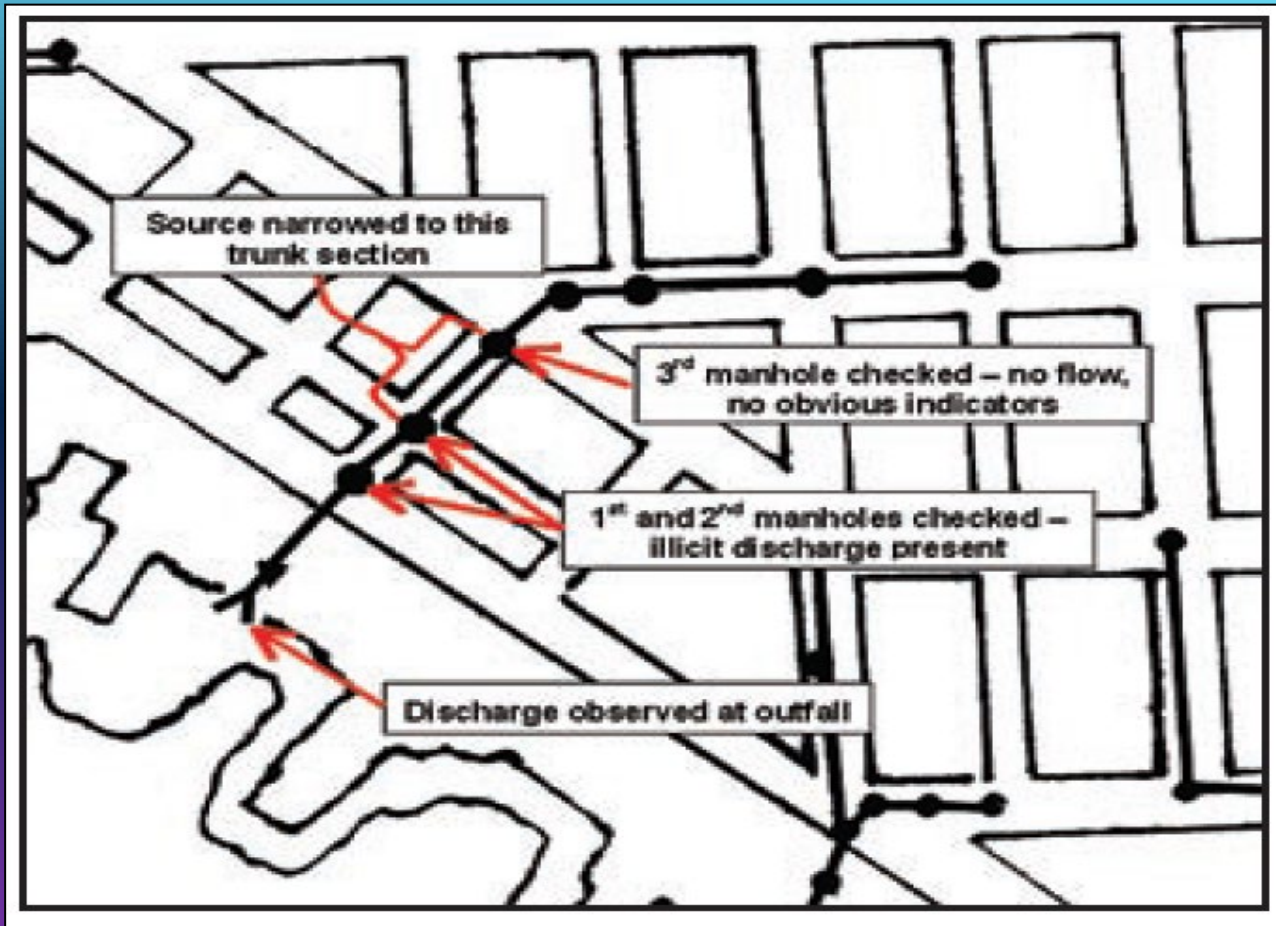 Source narrowed to this
trunk section
3rd manhole checked – no flow,
no obvious indicators
1st and 2nd manholes checked –
illicit discharge present
Discharge observed at outfall